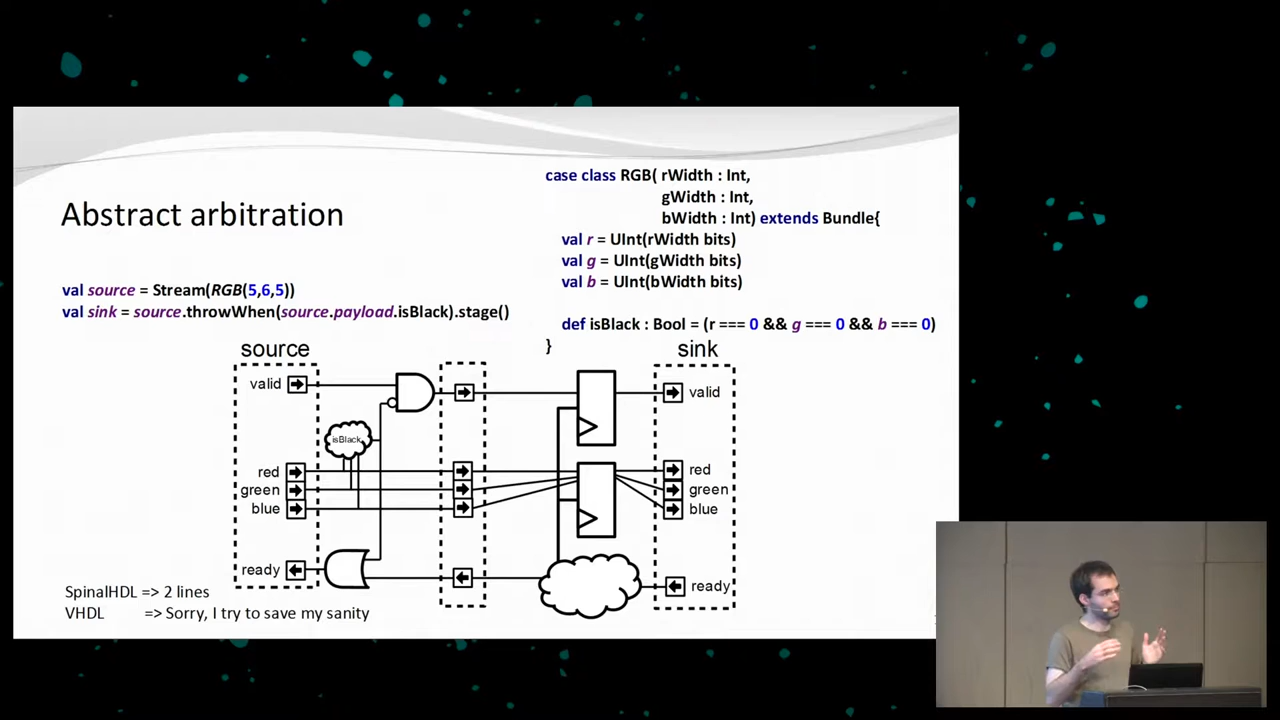 Abstract arbitration
case class RGB( rWidth : Int,
gWidth : Int,
bWidth : Int) extends Bundle{
val r = UInt(rWidth bits)
val g = UInt(gWidth bits)
val b = UInt(bWidth bits)
def isBlack : Bool = (r === 0 && g === 0 && b === 0)
}
val source = Stream(RGB(5,6,5))
val sink = source.throwWhen(source.payload.isBlack).stage()
source
sink
valid
valid
isBlack
red
red
green
green
blue
blue
ready
ready
SpinalHDL => 2 lines
VHDL => Sorry, I try to save my sanity